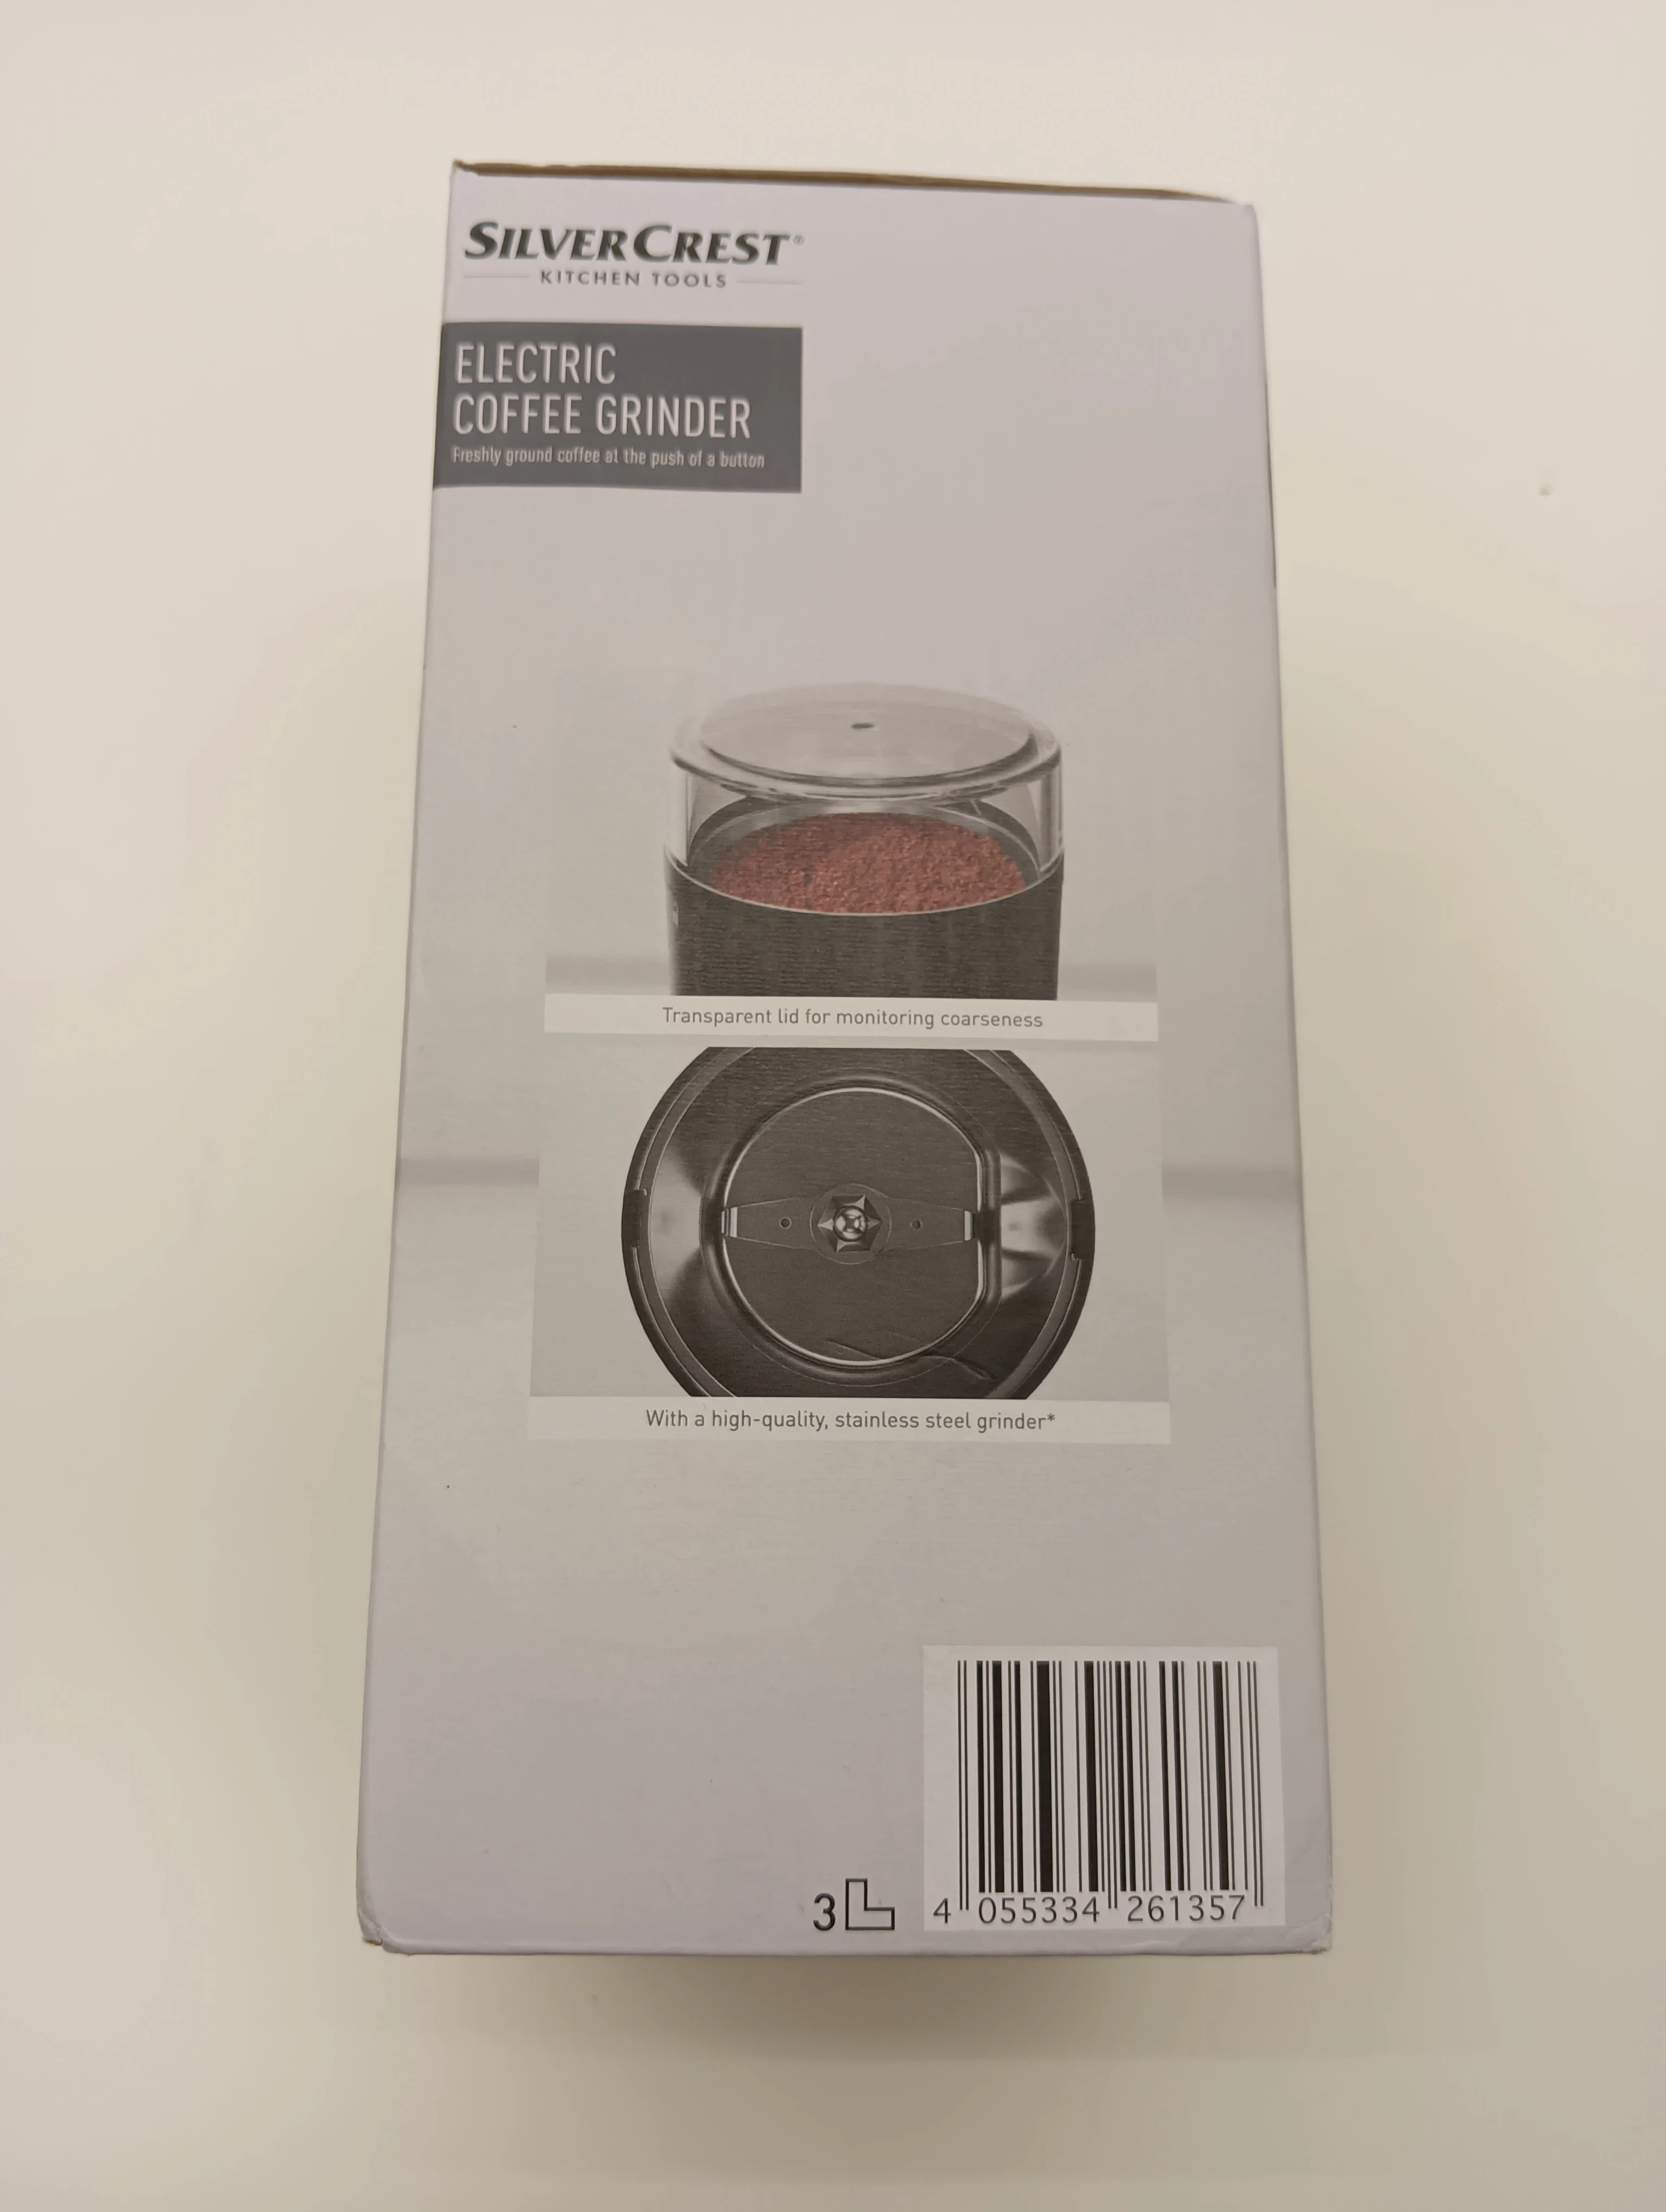 SILVERCREST®
KITCHEN TOOLS
ELECTRIC
COFFEE GRINDER
Freshly ground coffee at the push of a button
Transparent lid for monitoring coarseness
With a high-quality, stainless steel grinder*
3
4 055334 261357